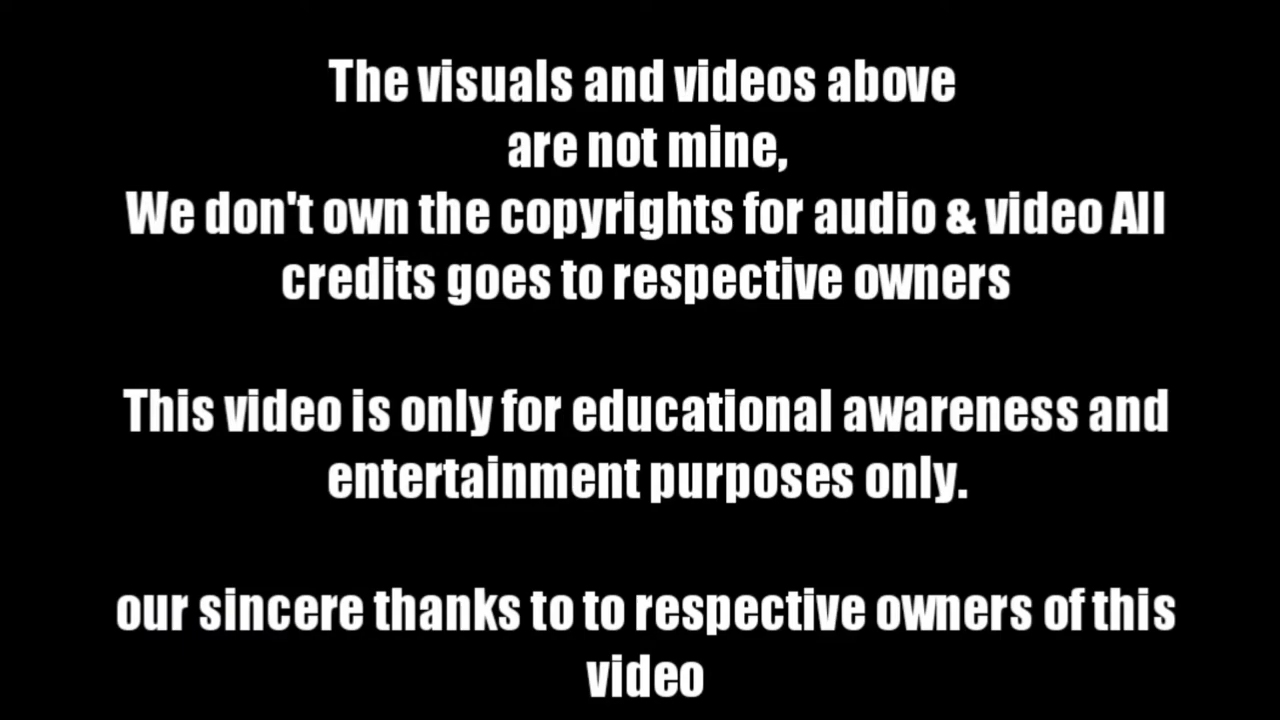 The visuals and videos above
are not mine,
We don't own the copyrights for audio & video All
credits goes to respective owners
This video is only for educational awareness and
entertainment purposes only.
our sincere thanks to to respective owners of this
video